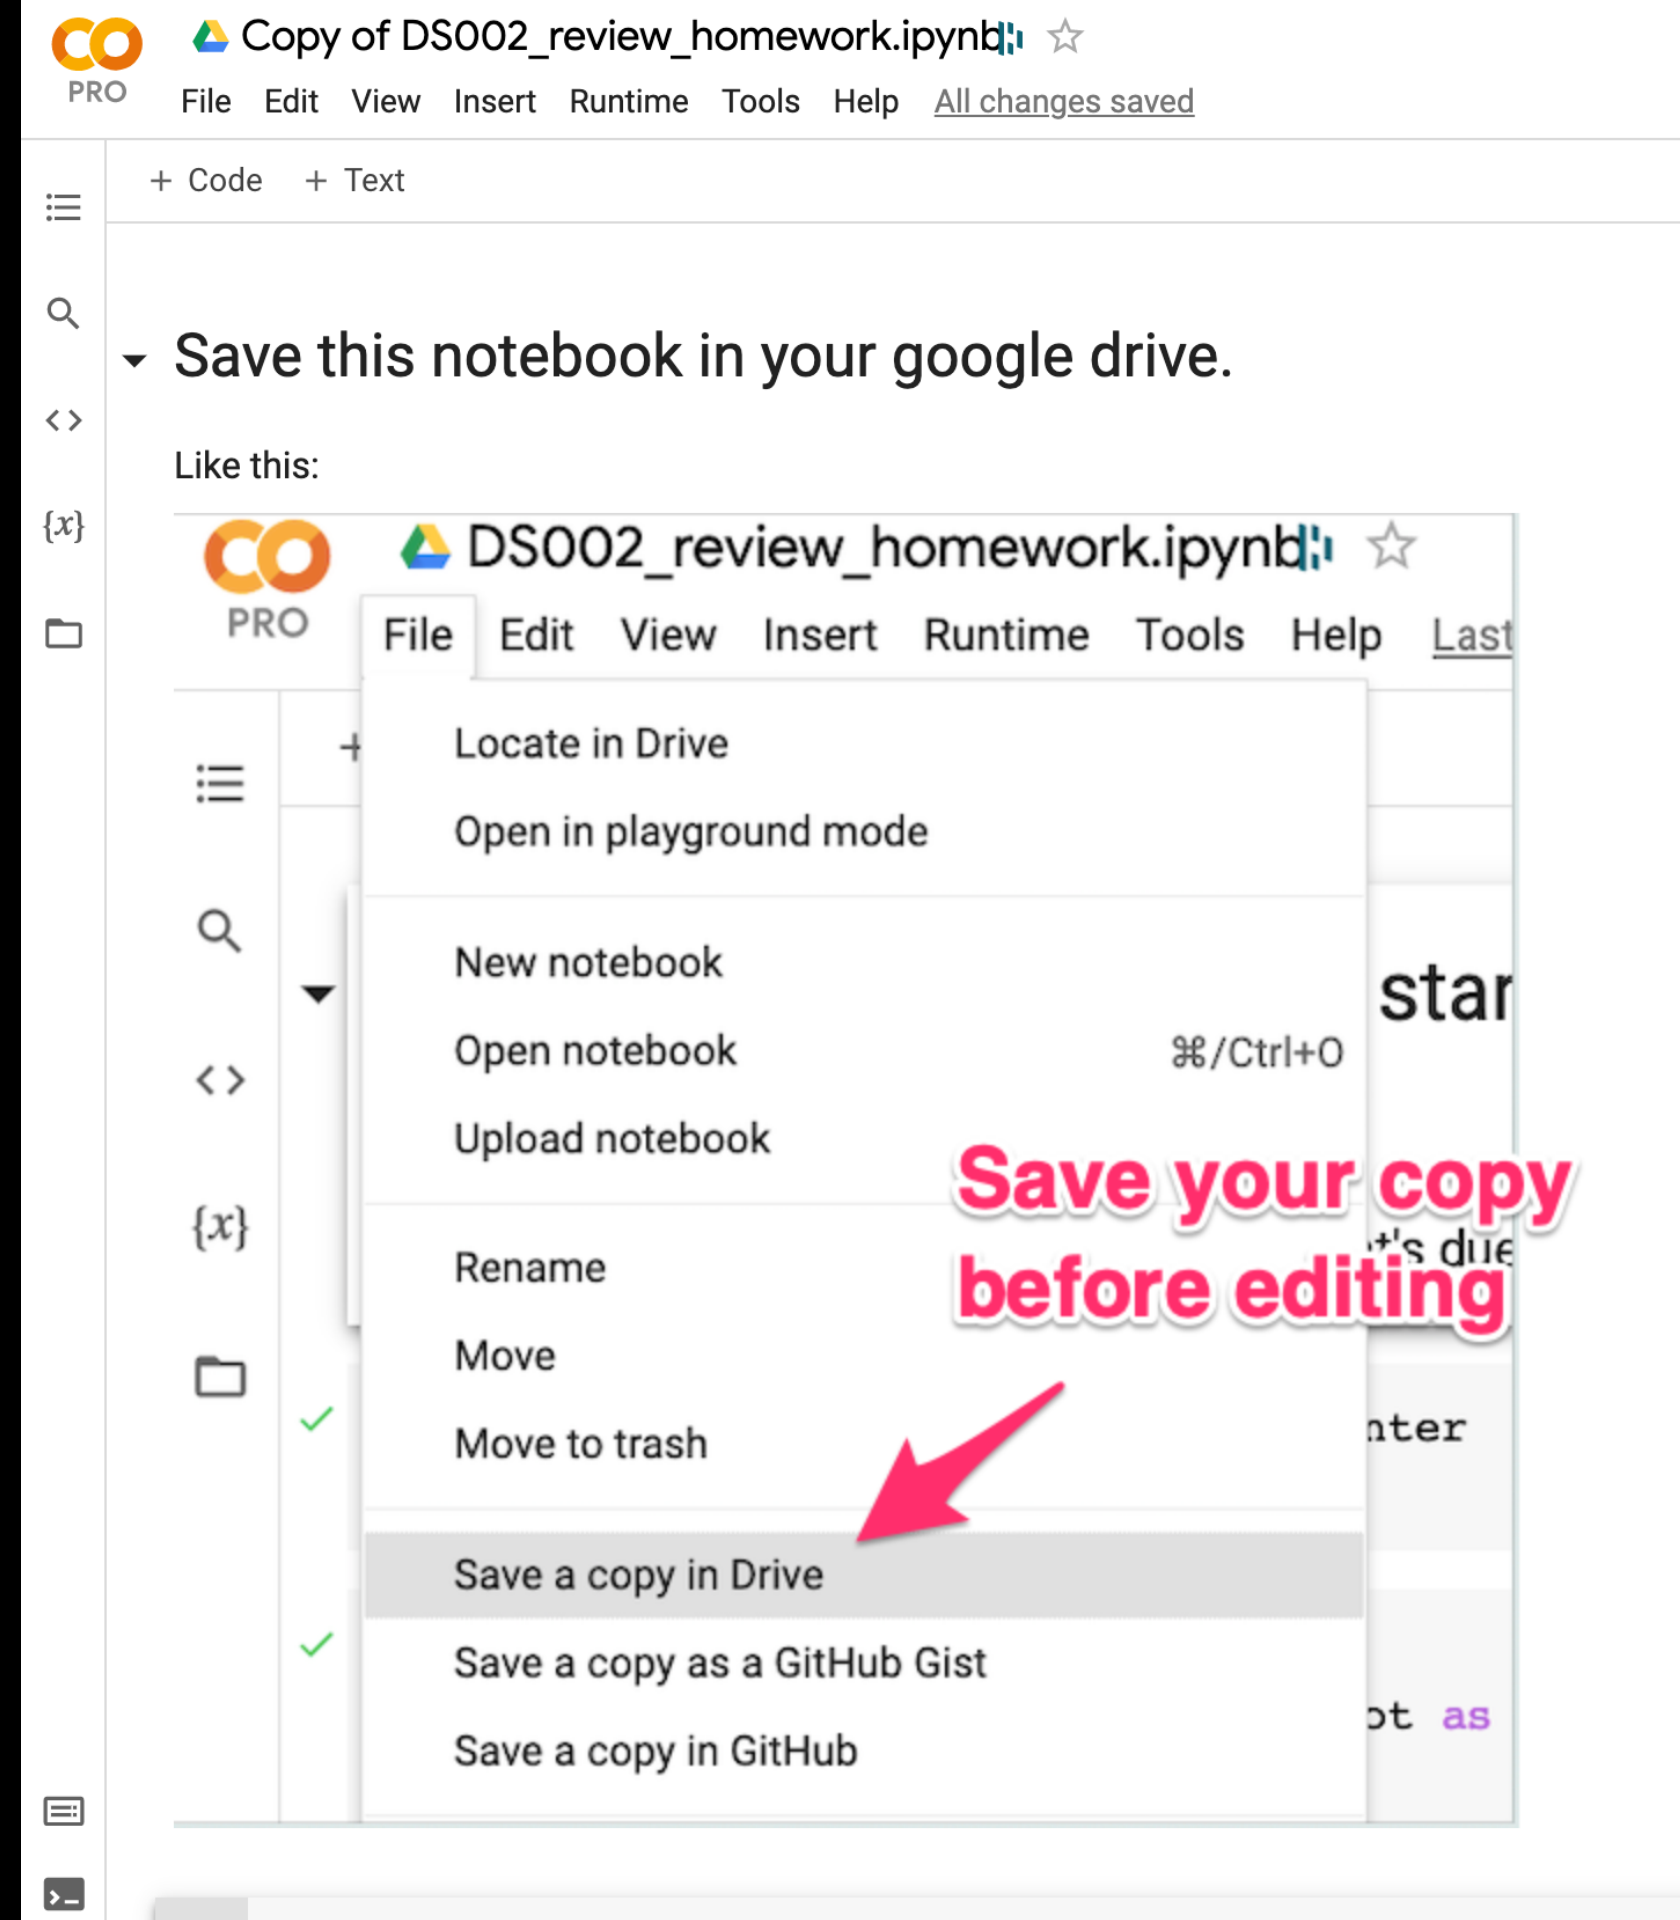 Copy of DS002_review_homework.ipynb
PRO
File Edit View Insert Runtime Tools Help All changes saved
+ Code + Text
Save this notebook in your google drive.
Like this:
DS002_review_homework.ipynb
PRO
File Edit View Insert Runtime Tools Help Last
Locate in Drive
Open in playground mode
New notebook
star
Open notebook ⌘/Ctrl+O
Upload notebook
Save your copy
t's due
before editing
Rename
Move
Move to trash
nter
Save a copy in Drive
Save a copy as a GitHub Gist
ot as
Save a copy in GitHub